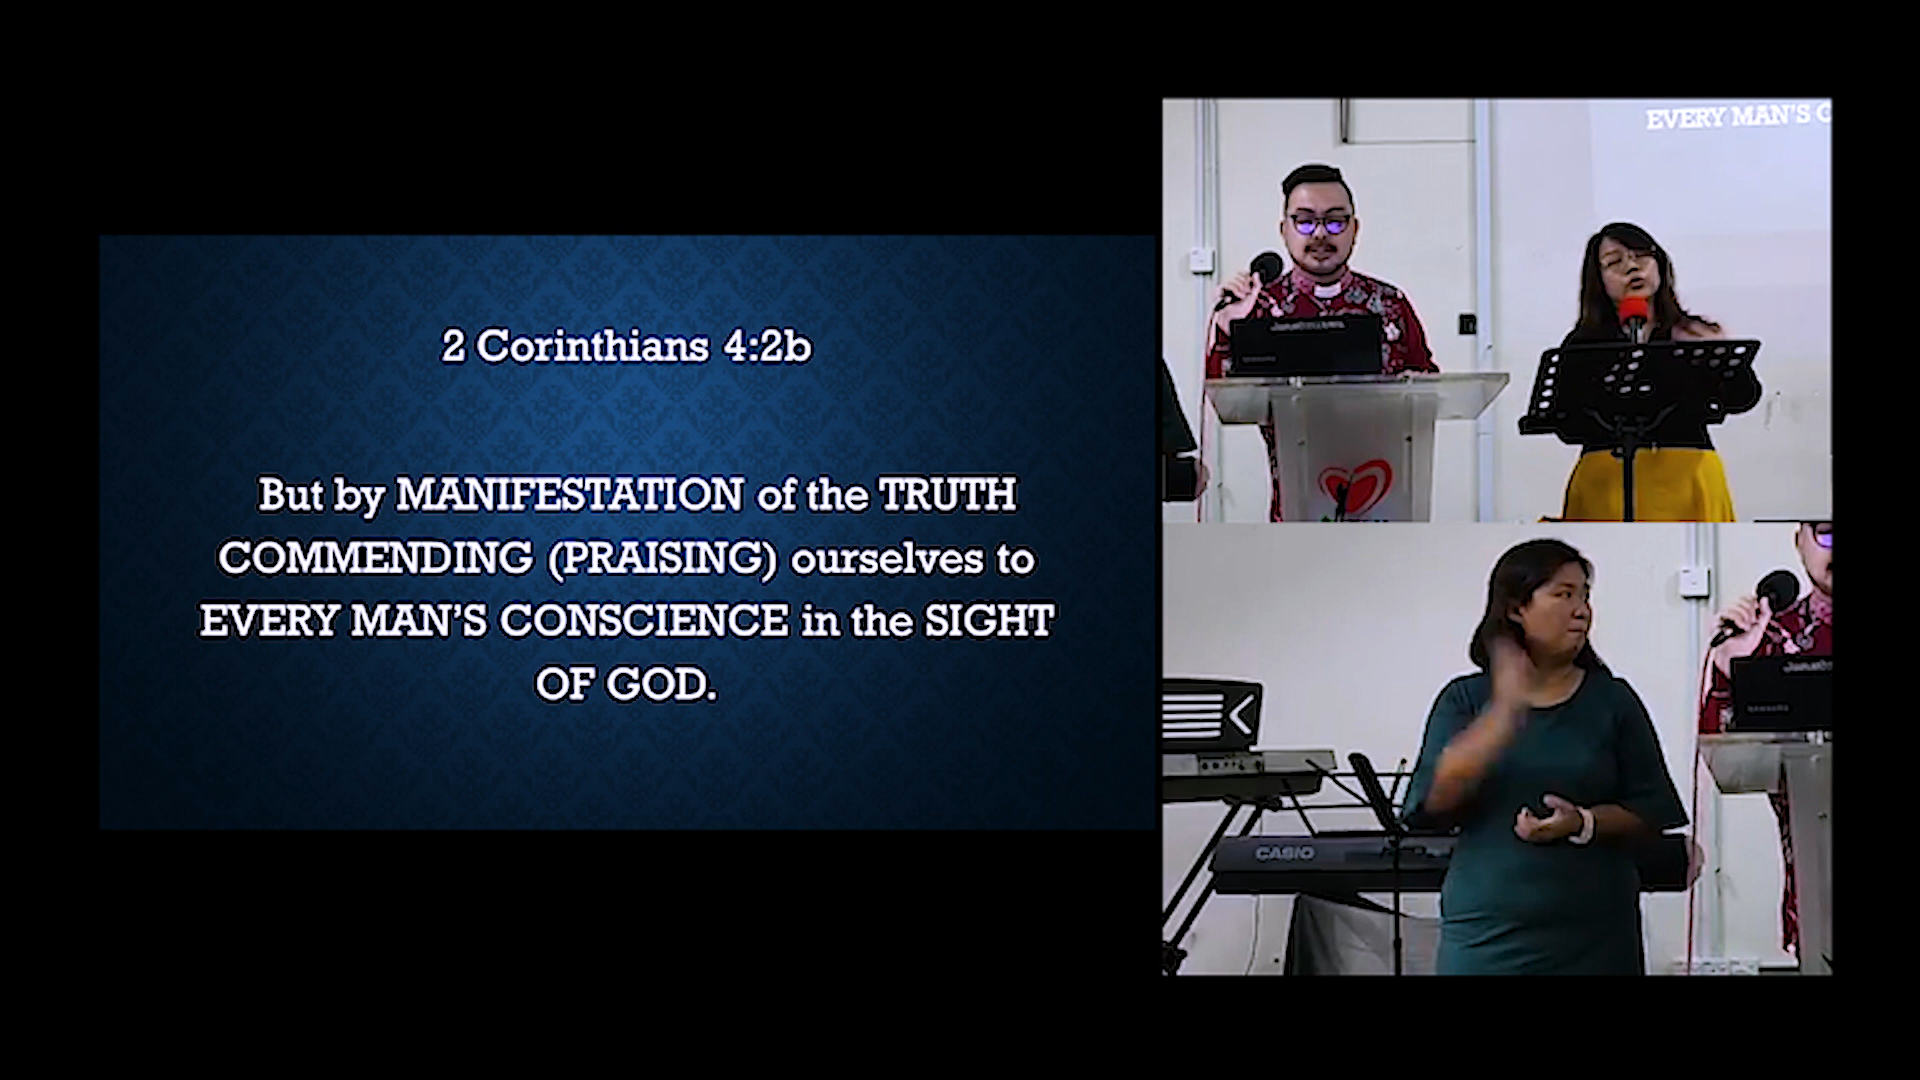 2 Corinthians 4:2b
But by MANIFESTATION of the TRUTH
COMMENDING (PRAISING) ourselves to
EVERY MAN'S CONSCIENCE in the SIGHT
OF GOD.
EVERY MAN'S C
SAMSUNG
CASIO